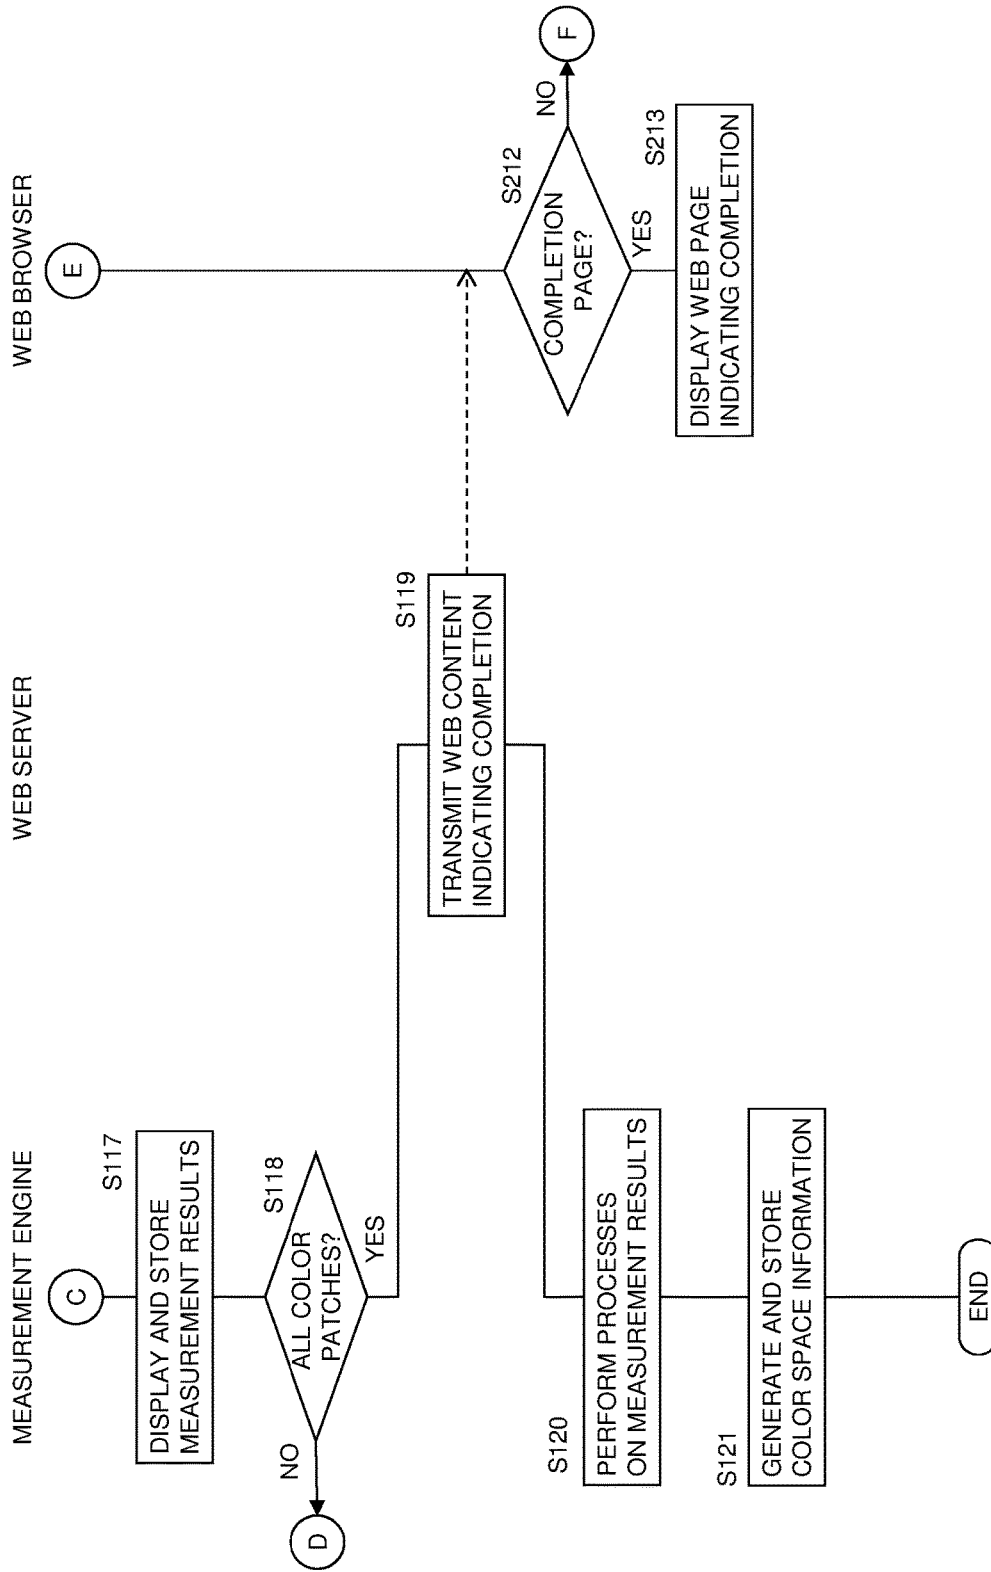 MEASUREMENT ENGINE
WEB SERVER
WEB BROWSER
C
E
S117
DISPLAY AND STORE
MEASUREMENT RESULTS
S118
ALL COLOR
PATCHES?
NO
D
YES
S119
TRANSMIT WEB CONTENT
INDICATING COMPLETION
S212
COMPLETION
PAGE?
NO
F
YES
S213
DISPLAY WEB PAGE
INDICATING COMPLETION
S120
PERFORM PROCESSES
ON MEASUREMENT RESULTS
S121
GENERATE AND STORE
COLOR SPACE INFORMATION
END